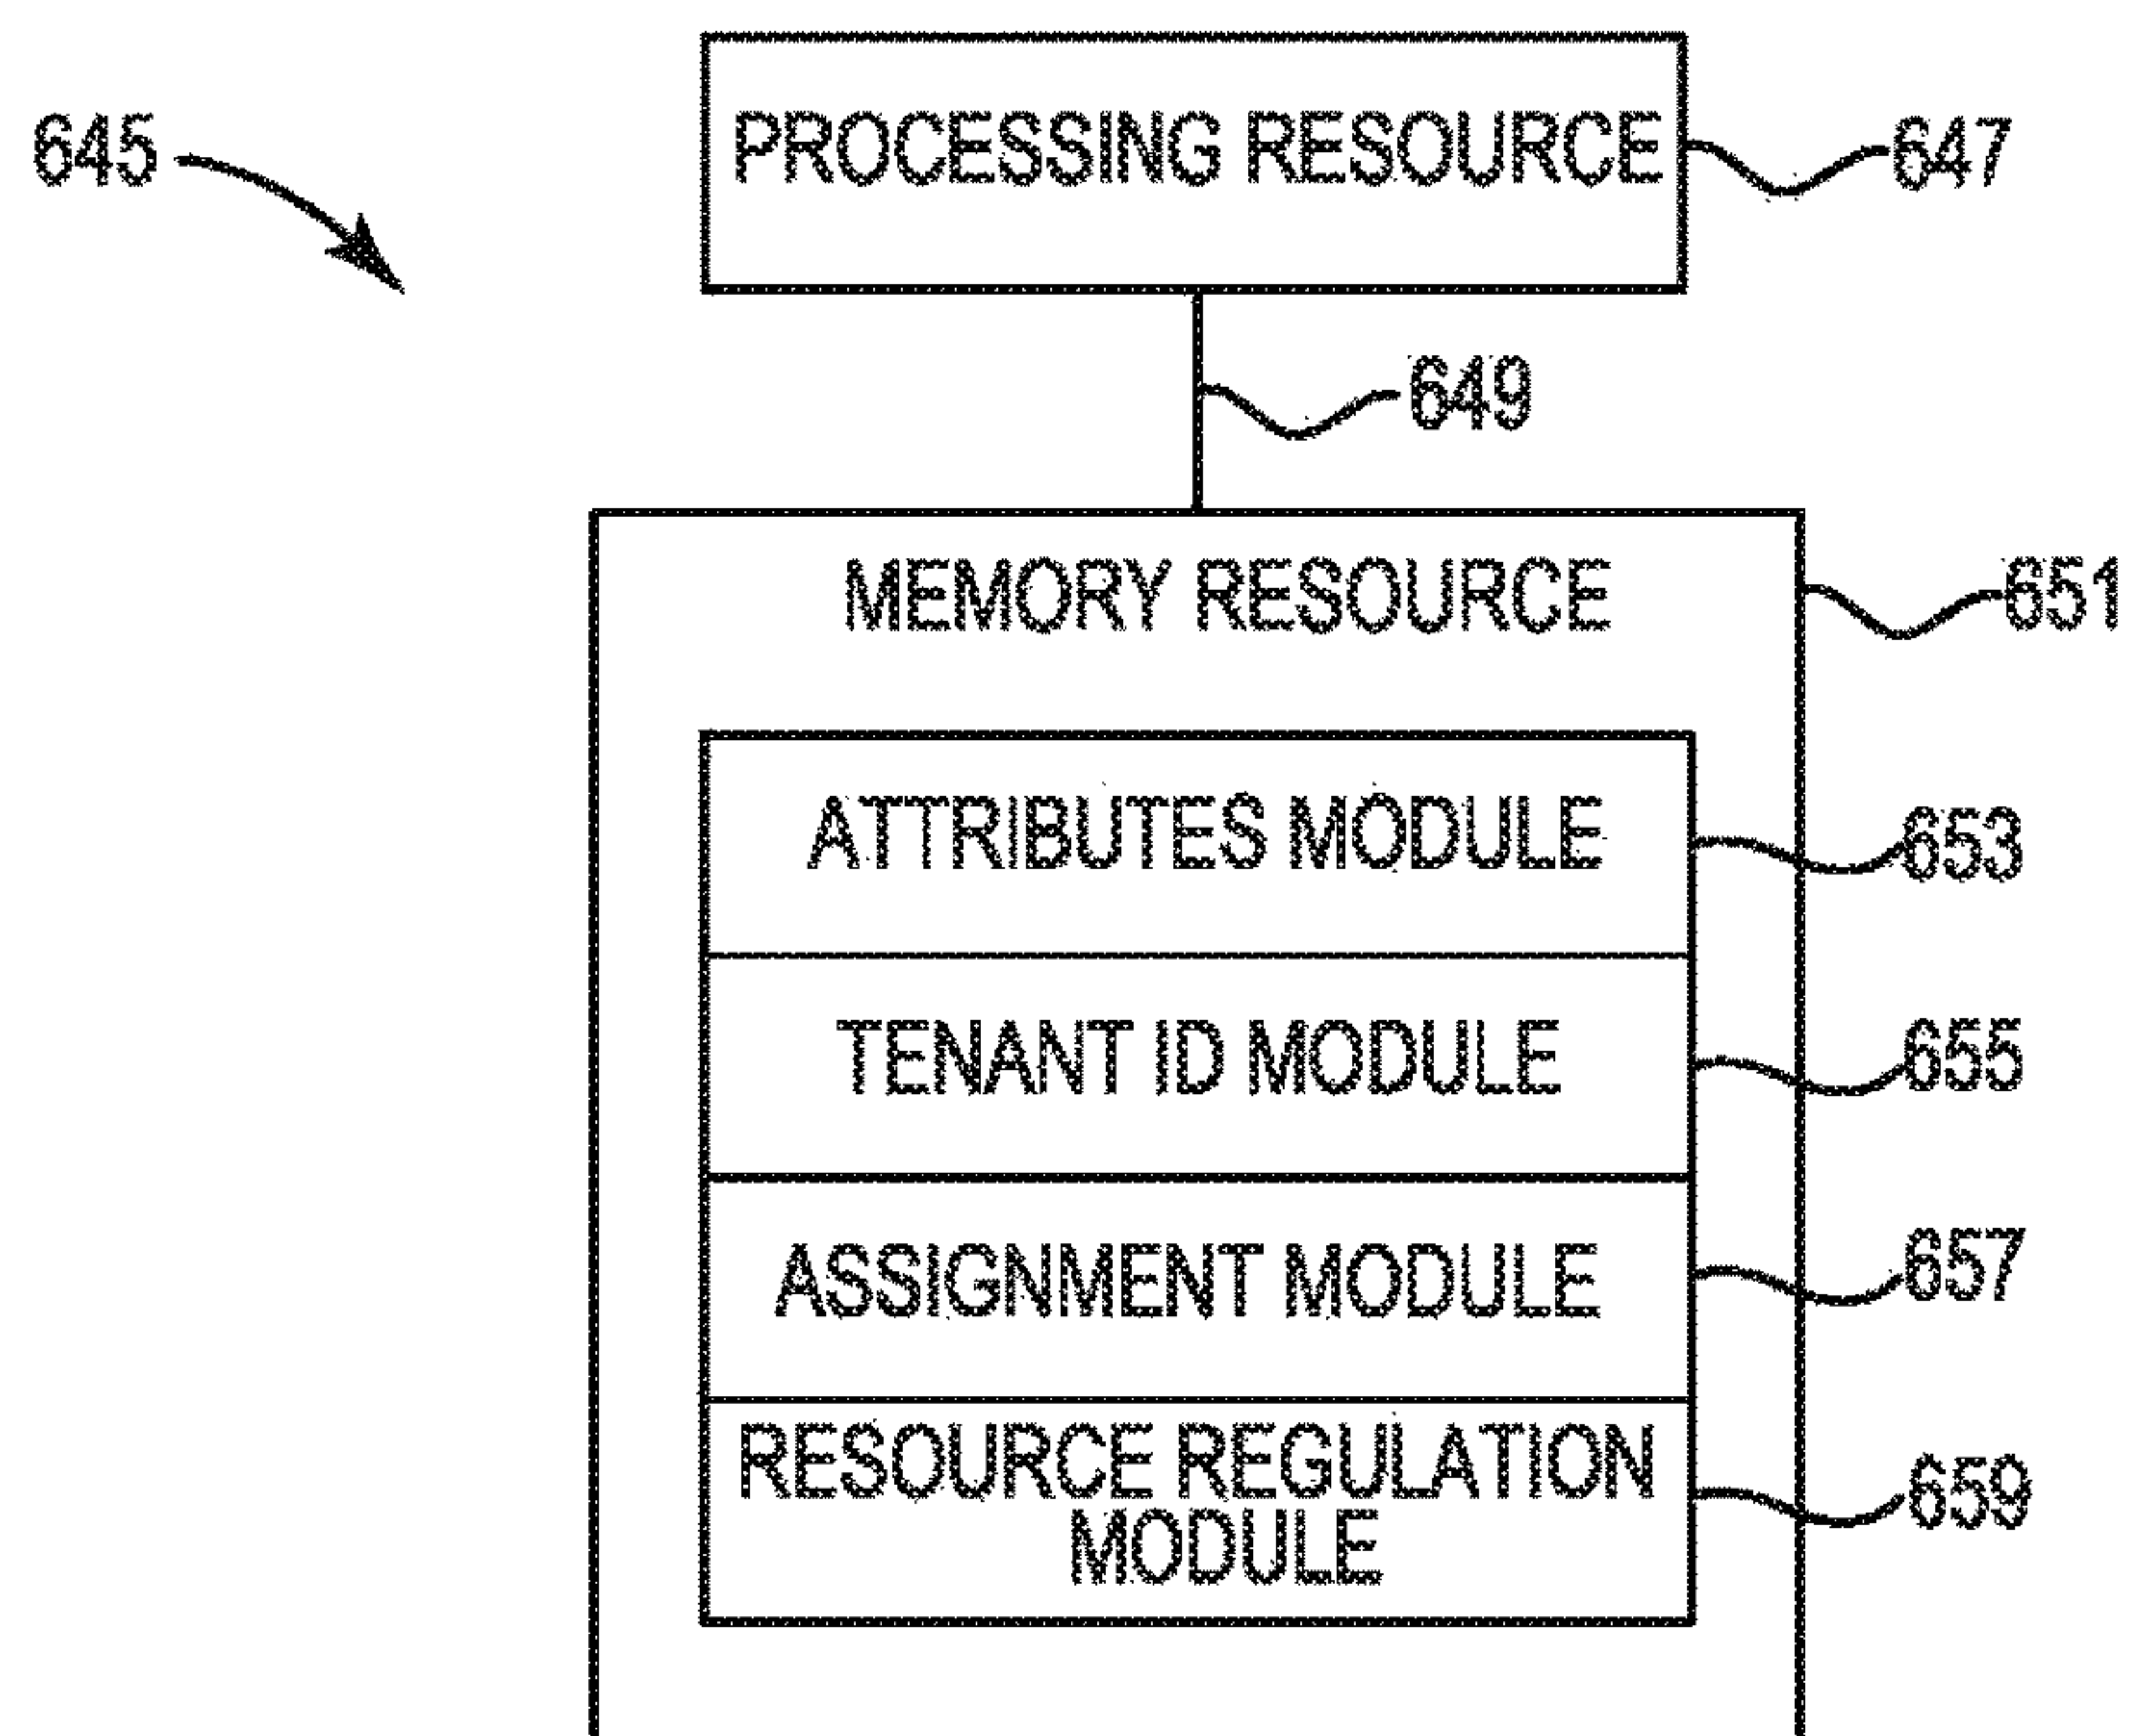 PROCESSING RESOURCE
645
647
649
MEMORY RESOURCE
651
ATTRIBUTES MODULE
653
TENANT ID MODULE
655
ASSIGNMENT MODULE
657
RESOURCE REGULATION
MODULE
659